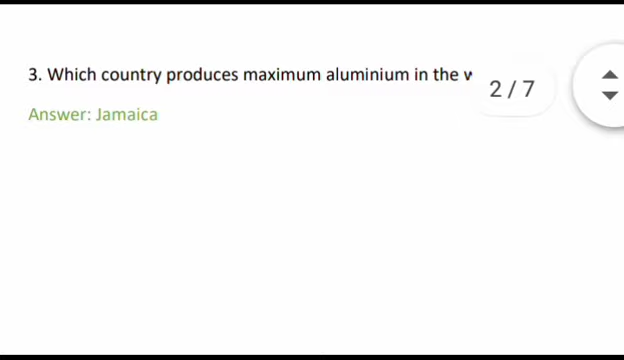 3. Which country produces maximum aluminium in the
2 / 7
Answer: Jamaica